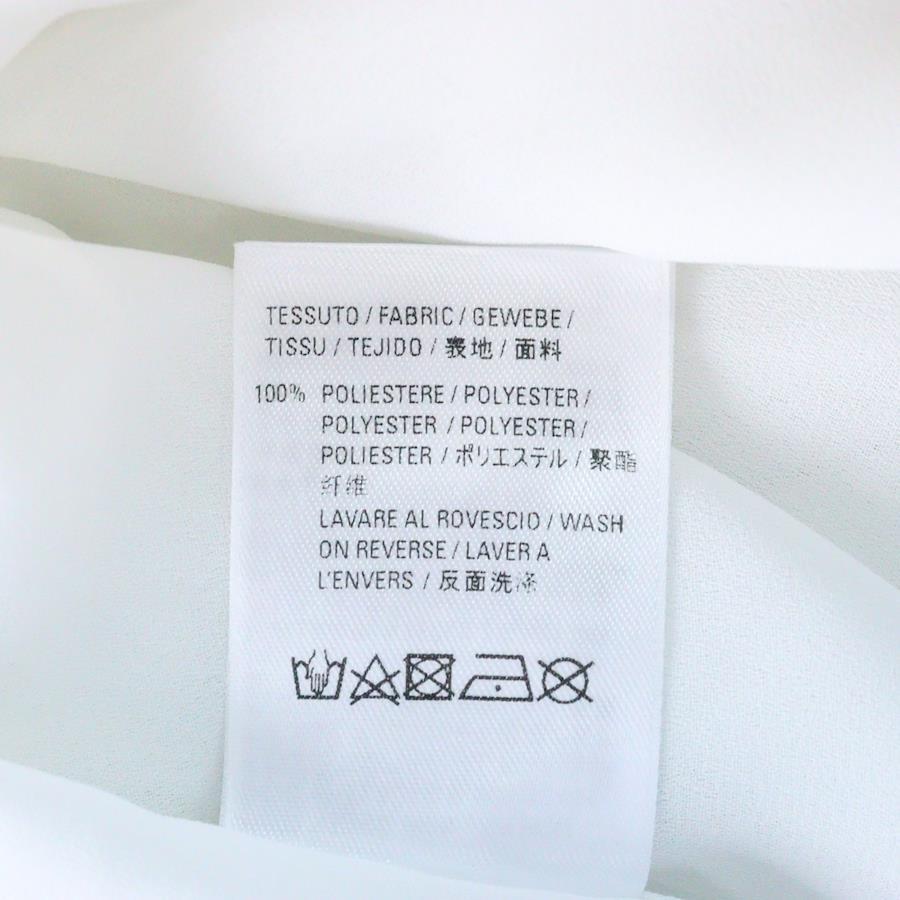 TESSUTO / FABRIC / GEWEBE /
TISSU / TEJIDO / 表地 / 面料
100% POLIESTERE / POLYESTER /
POLYESTER / POLYESTER /
POLIESTER / ポリエステル / 聚酯
纤维
LAVARE AL ROVESCIO / WASH
ON REVERSE / LAVER A
L'ENVERS / 反面洗涤